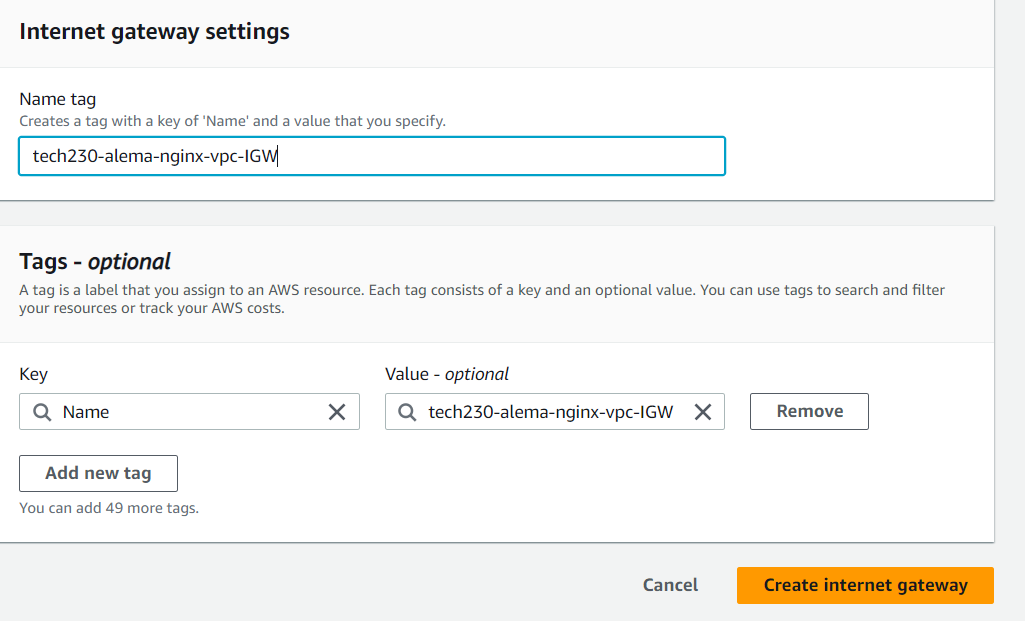 Internet gateway settings
Name tag
Creates a tag with a key of 'Name' and a value that you specify.
tech230-alema-nginx-vpc-IGW
Tags - optional
A tag is a label that you assign to an AWS resource. Each tag consists of a key and an optional value. You can use tags to search and filter
your resources or track your AWS costs.
Key
Value - optional
Name
tech230-alema-nginx-vpc-IGW
Remove
Add new tag
You can add 49 more tags.
Cancel
Create internet gateway